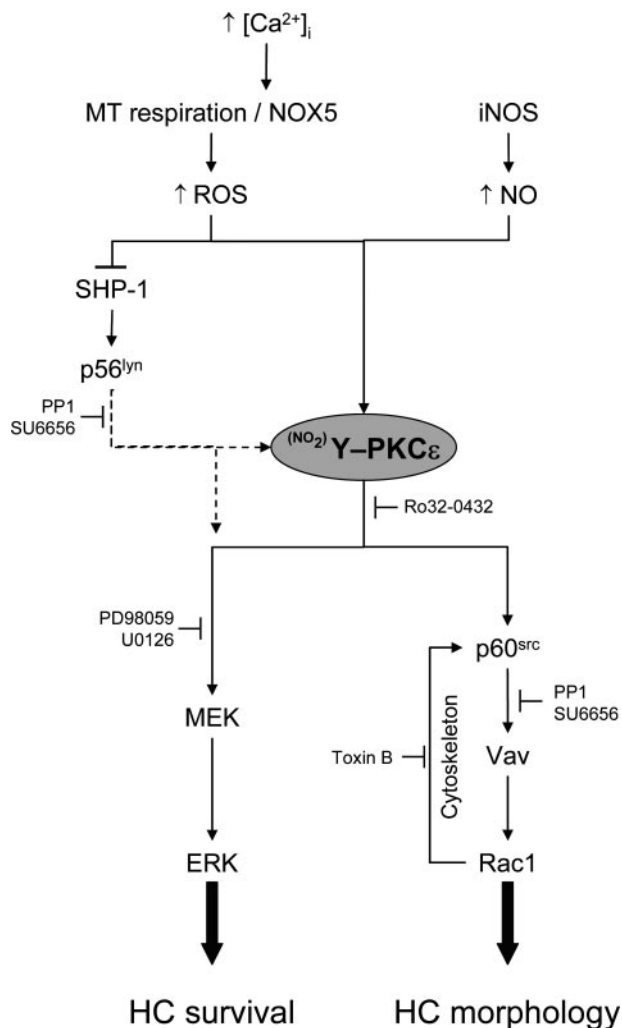 ↑ [Ca²⁺]ᵢ
MT respiration / NOX5
iNOS
↑ ROS
↑ NO
SHP-1
p56ˡʸⁿ
PP1
SU6656
(NO₂) Y–PKCε
Ro32-0432
PD98059
U0126
p60ˢʳᶜ
PP1
SU6656
MEK
Cytoskeleton
Toxin B
Vav
ERK
Rac1
HC survival
HC morphology